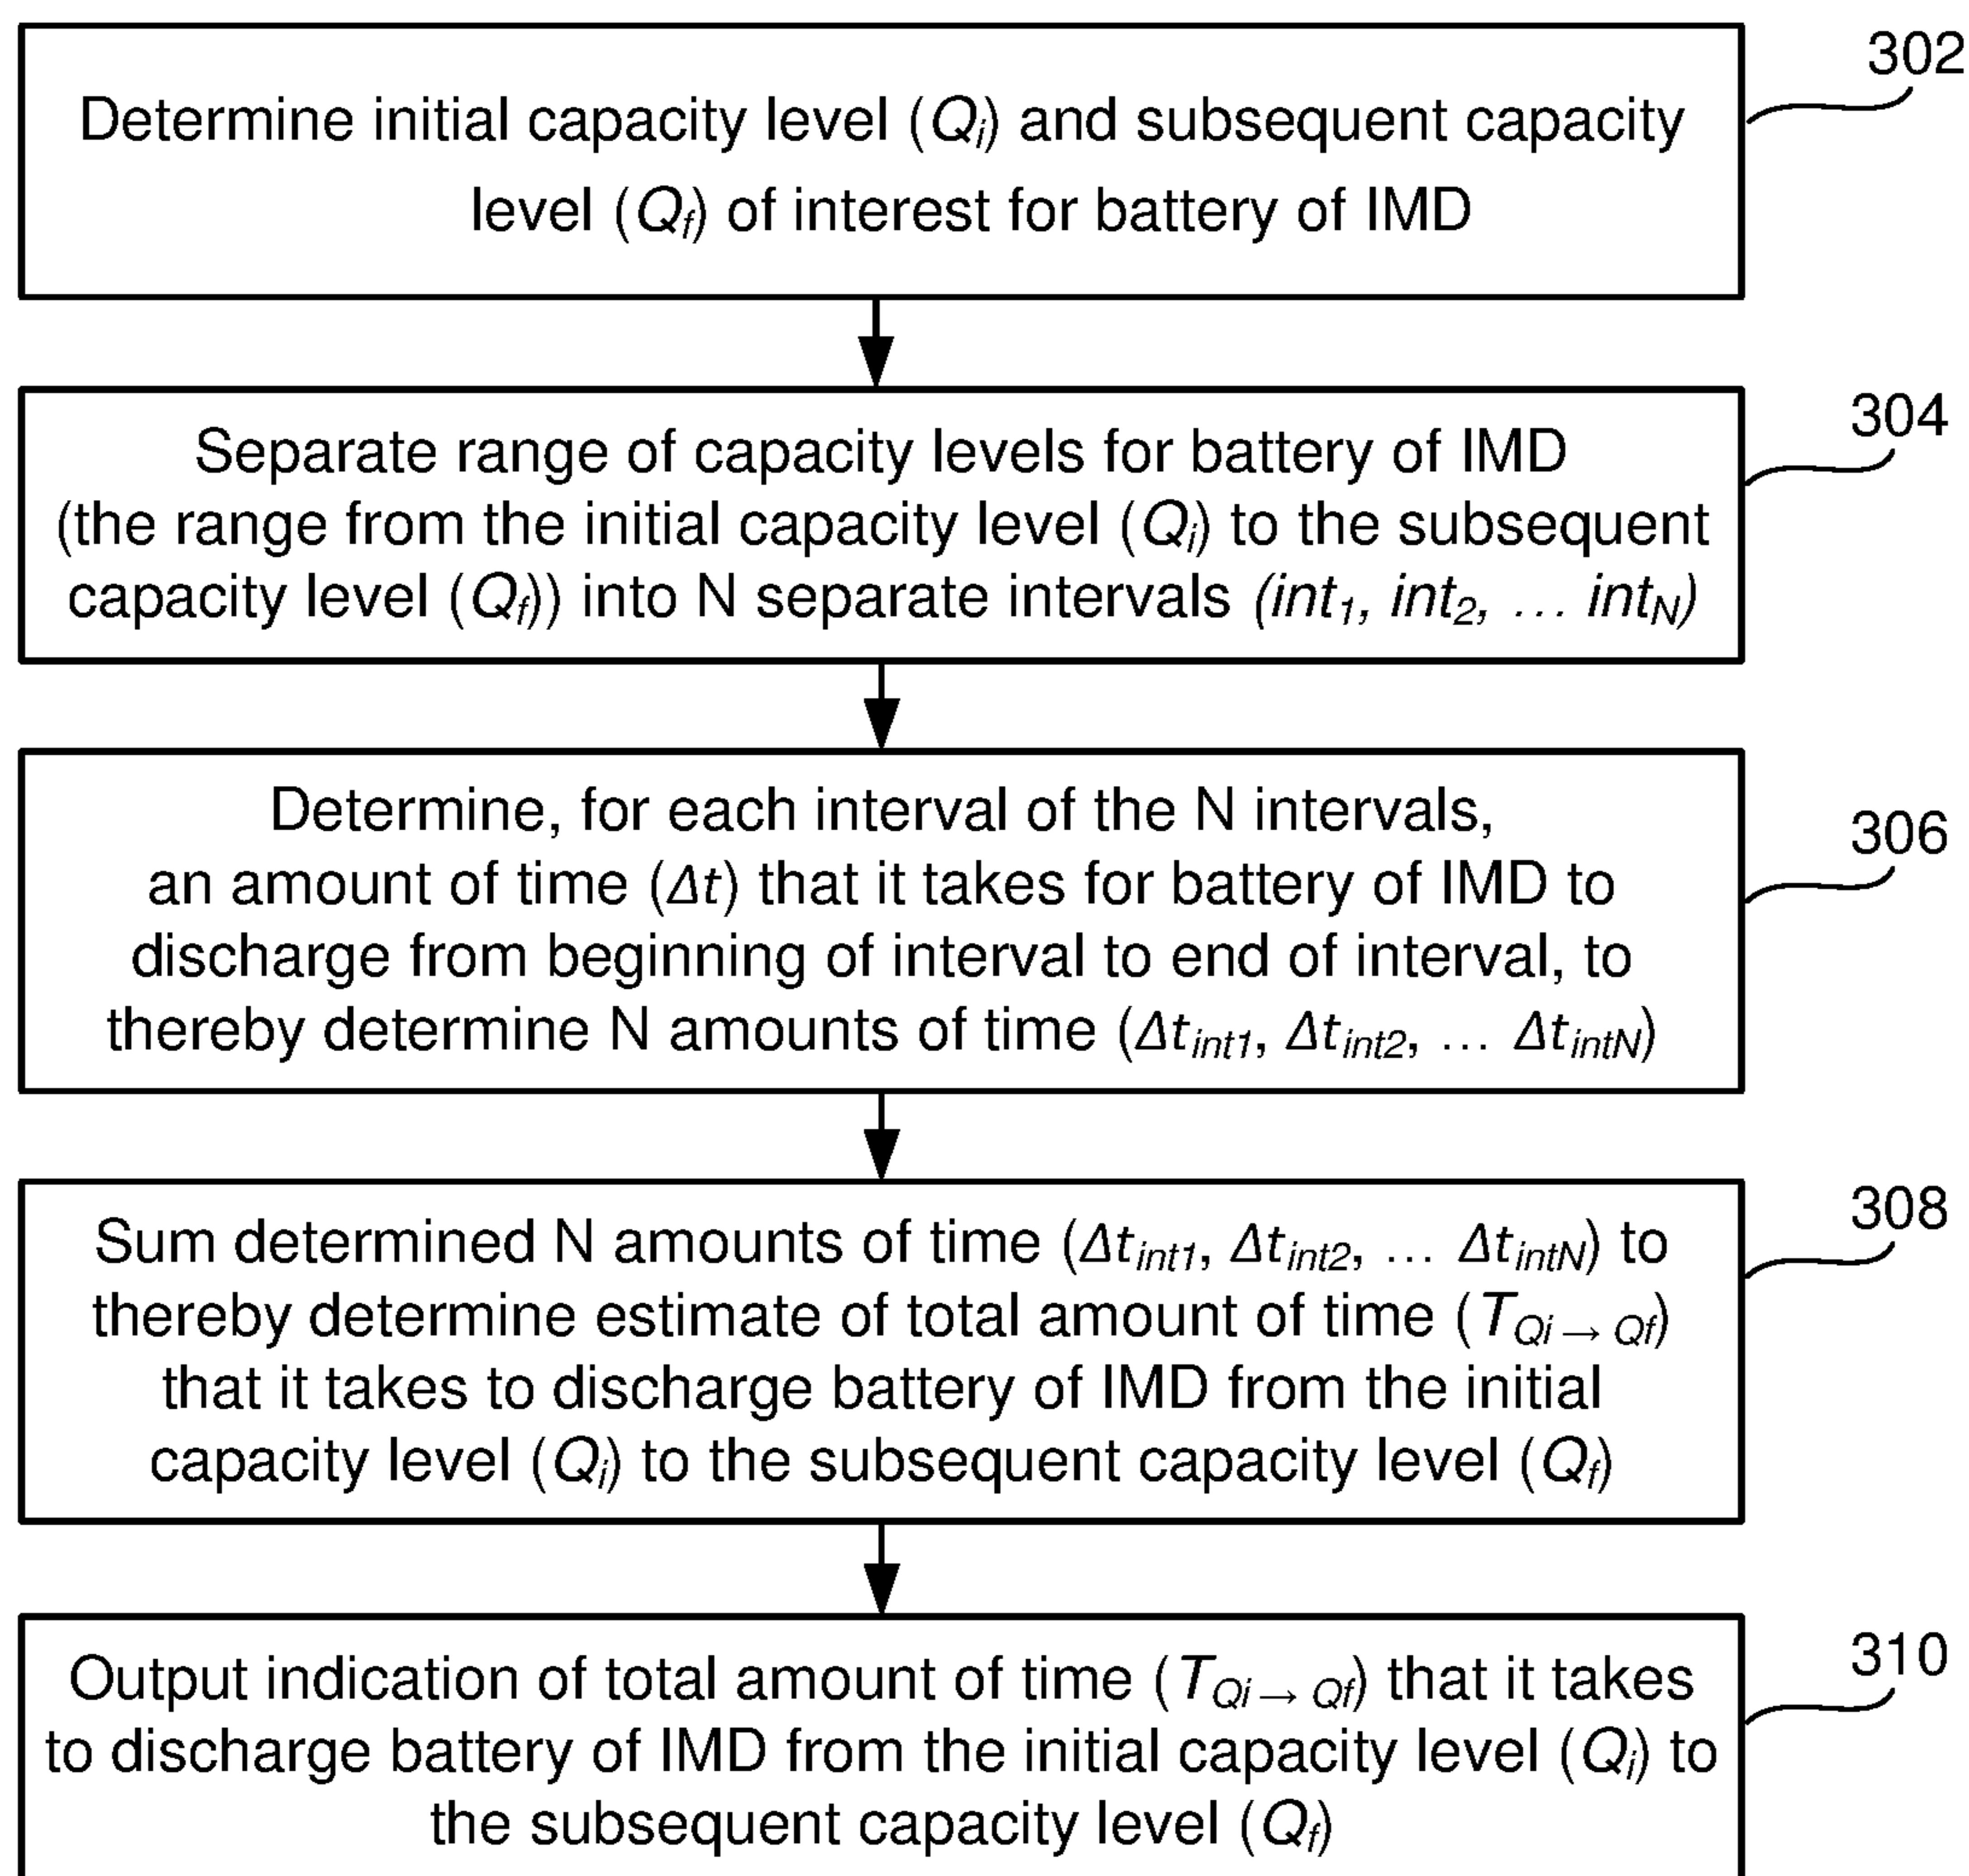 302
Determine initial capacity level (Qi) and subsequent capacity
level (Qf) of interest for battery of IMD
304
Separate range of capacity levels for battery of IMD
(the range from the initial capacity level (Qi) to the subsequent
capacity level (Qf)) into N separate intervals (int1, int2, … intN)
306
Determine, for each interval of the N intervals,
an amount of time (Δt) that it takes for battery of IMD to
discharge from beginning of interval to end of interval, to
thereby determine N amounts of time (Δtint1, Δtint2, … ΔtintN)
308
Sum determined N amounts of time (Δtint1, Δtint2, … ΔtintN) to
thereby determine estimate of total amount of time (TQi → Qf)
that it takes to discharge battery of IMD from the initial
capacity level (Qi) to the subsequent capacity level (Qf)
310
Output indication of total amount of time (TQi → Qf) that it takes
to discharge battery of IMD from the initial capacity level (Qi) to
the subsequent capacity level (Qf)